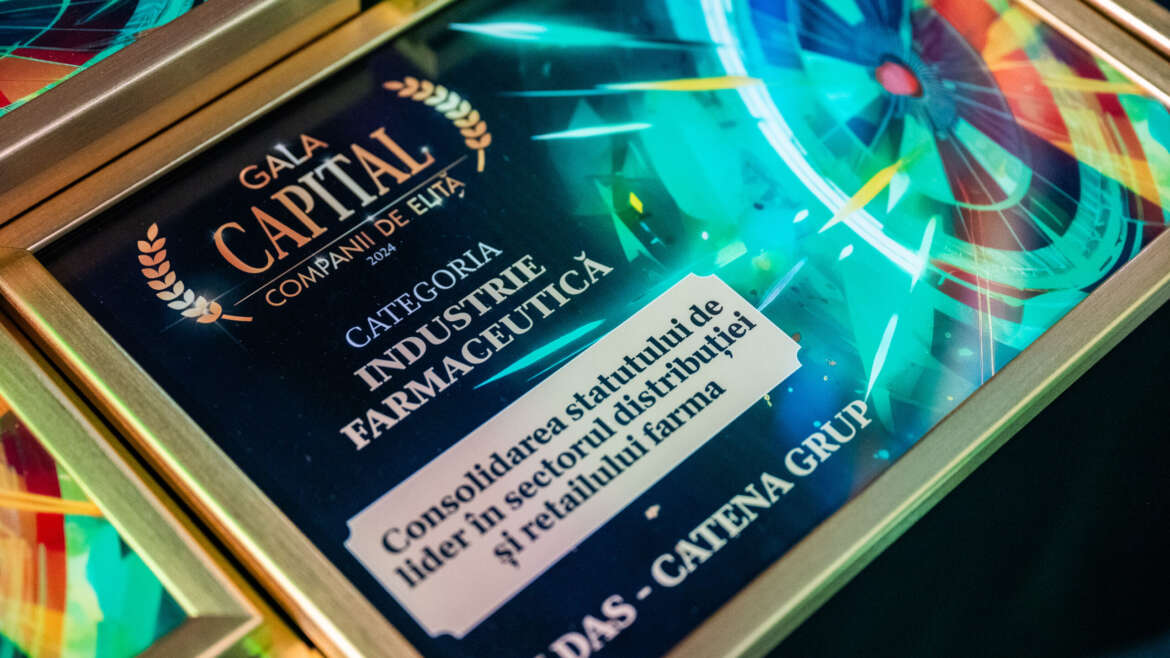 GALA
CAPITAL
COMPANII DE ELITĂ
2024
CATEGORIA
INDUSTRIE
FARMACEUTICĂ
Consolidarea statutului de
lider în sectorul distribuției
și retailului farma
- CATENA GRUP